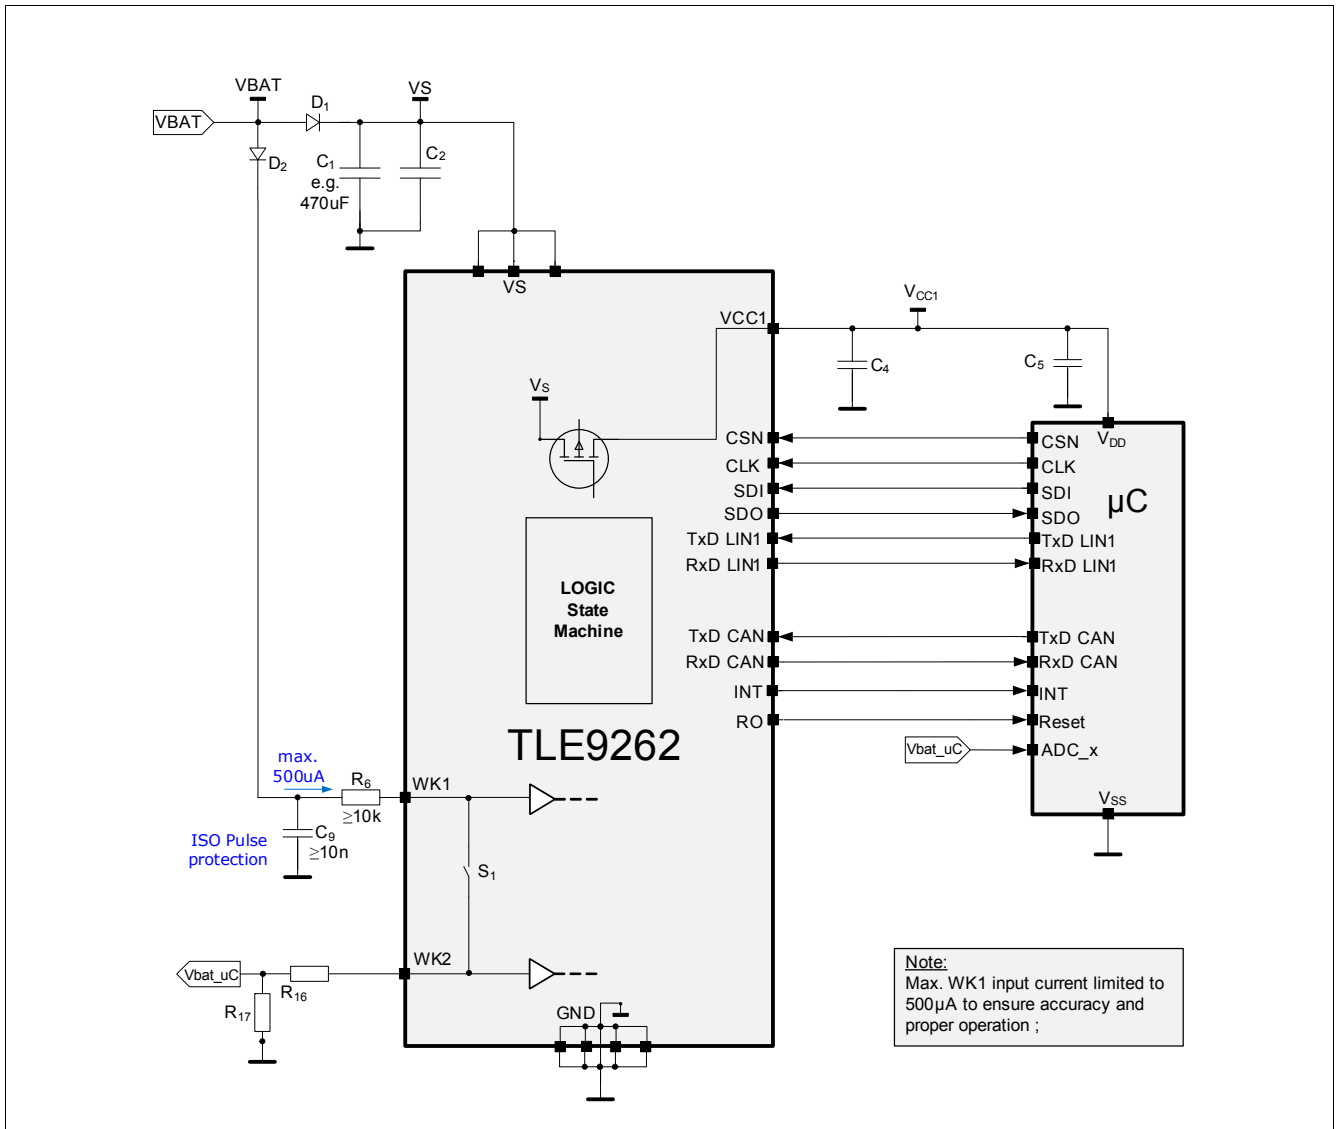 VBAT
VBAT
D1
VS
D2
C1
e.g.
470uF
C2
VS
VCC1
VCC1
C4
C5
VS
VDD
CSN
CLK
SDI
SDO
TxD LIN1
RxD LIN1
TxD CAN
RxD CAN
INT
RO
CSN
CLK
SDI
SDO
TxD LIN1
RxD LIN1
TxD CAN
RxD CAN
INT
Reset
ADC_x
µC
Vbat_uC
VSS
LOGIC
State
Machine
TLE9262
max.
500uA
R6
≥10k
WK1
ISO Pulse
protection
C9
≥10n
S1
WK2
Vbat_uC
R16
R17
GND
Note:
Max. WK1 input current limited to
500µA to ensure accuracy and
proper operation ;